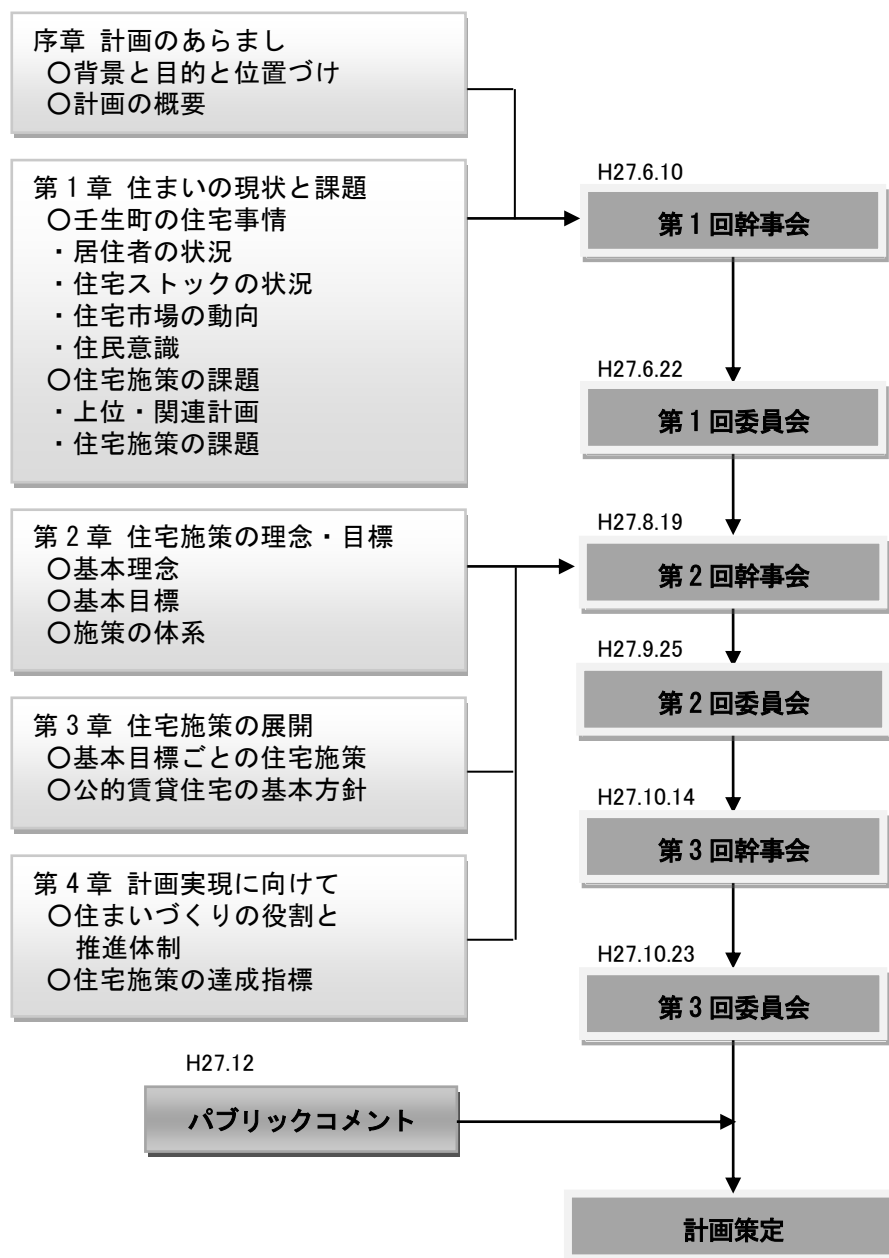 序章 計画のあらまし
○背景と目的と位置づけ
○計画の概要
第1章 住まいの現状と課題
○壬生町の住宅事情
・居住者の状況
・住宅ストックの状況
・住宅市場の動向
・住民意識
○住宅施策の課題
・上位・関連計画
・住宅施策の課題
第2章 住宅施策の理念・目標
○基本理念
○基本目標
○施策の体系
第3章 住宅施策の展開
○基本目標ごとの住宅施策
○公的賃貸住宅の基本方針
第4章 計画実現に向けて
○住まいづくりの役割と
推進体制
○住宅施策の達成指標
H27.6.10
第1回幹事会
H27.6.22
第1回委員会
H27.8.19
第2回幹事会
H27.9.25
第2回委員会
H27.10.14
第3回幹事会
H27.10.23
第3回委員会
H27.12
パブリックコメント
計画策定